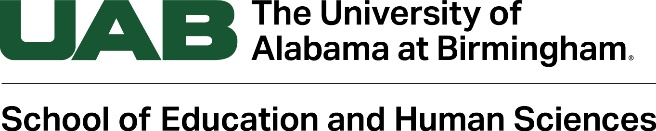 UAB The University of
Alabama at Birmingham®
School of Education and Human Sciences